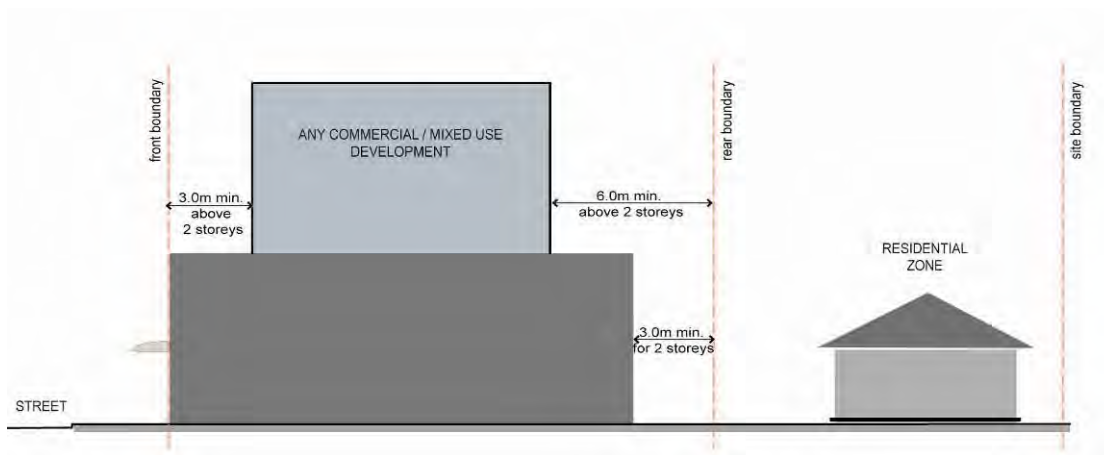 front boundary
ANY COMMERCIAL / MIXED USE
DEVELOPMENT
3.0m min.
above
2 storeys
6.0m min.
above 2 storeys
rear boundary
site boundary
RESIDENTIAL
ZONE
3.0m min.
for 2 storeys
STREET